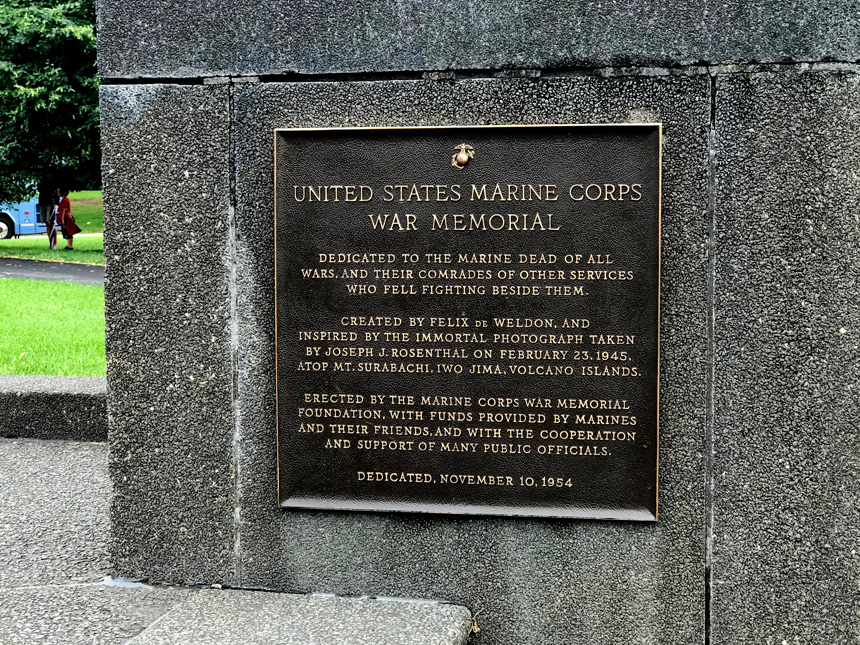 UNITED STATES MARINE CORPS
WAR MEMORIAL
DEDICATED TO THE MARINE DEAD OF ALL
WARS, AND THEIR COMRADES OF OTHER SERVICES
WHO FELL FIGHTING BESIDE THEM.
CREATED BY FELIX DE WELDON, AND
INSPIRED BY THE IMMORTAL PHOTOGRAPH TAKEN
BY JOSEPH J. ROSENTHAL ON FEBRUARY 23, 1945,
ATOP MT. SURABACHI, IWO JIMA, VOLCANO ISLANDS.
ERECTED BY THE MARINE CORPS WAR MEMORIAL
FOUNDATION, WITH FUNDS PROVIDED BY MARINES
AND THEIR FRIENDS, AND WITH THE COOPERATION
AND SUPPORT OF MANY PUBLIC OFFICIALS.
DEDICATED, NOVEMBER 10, 1954